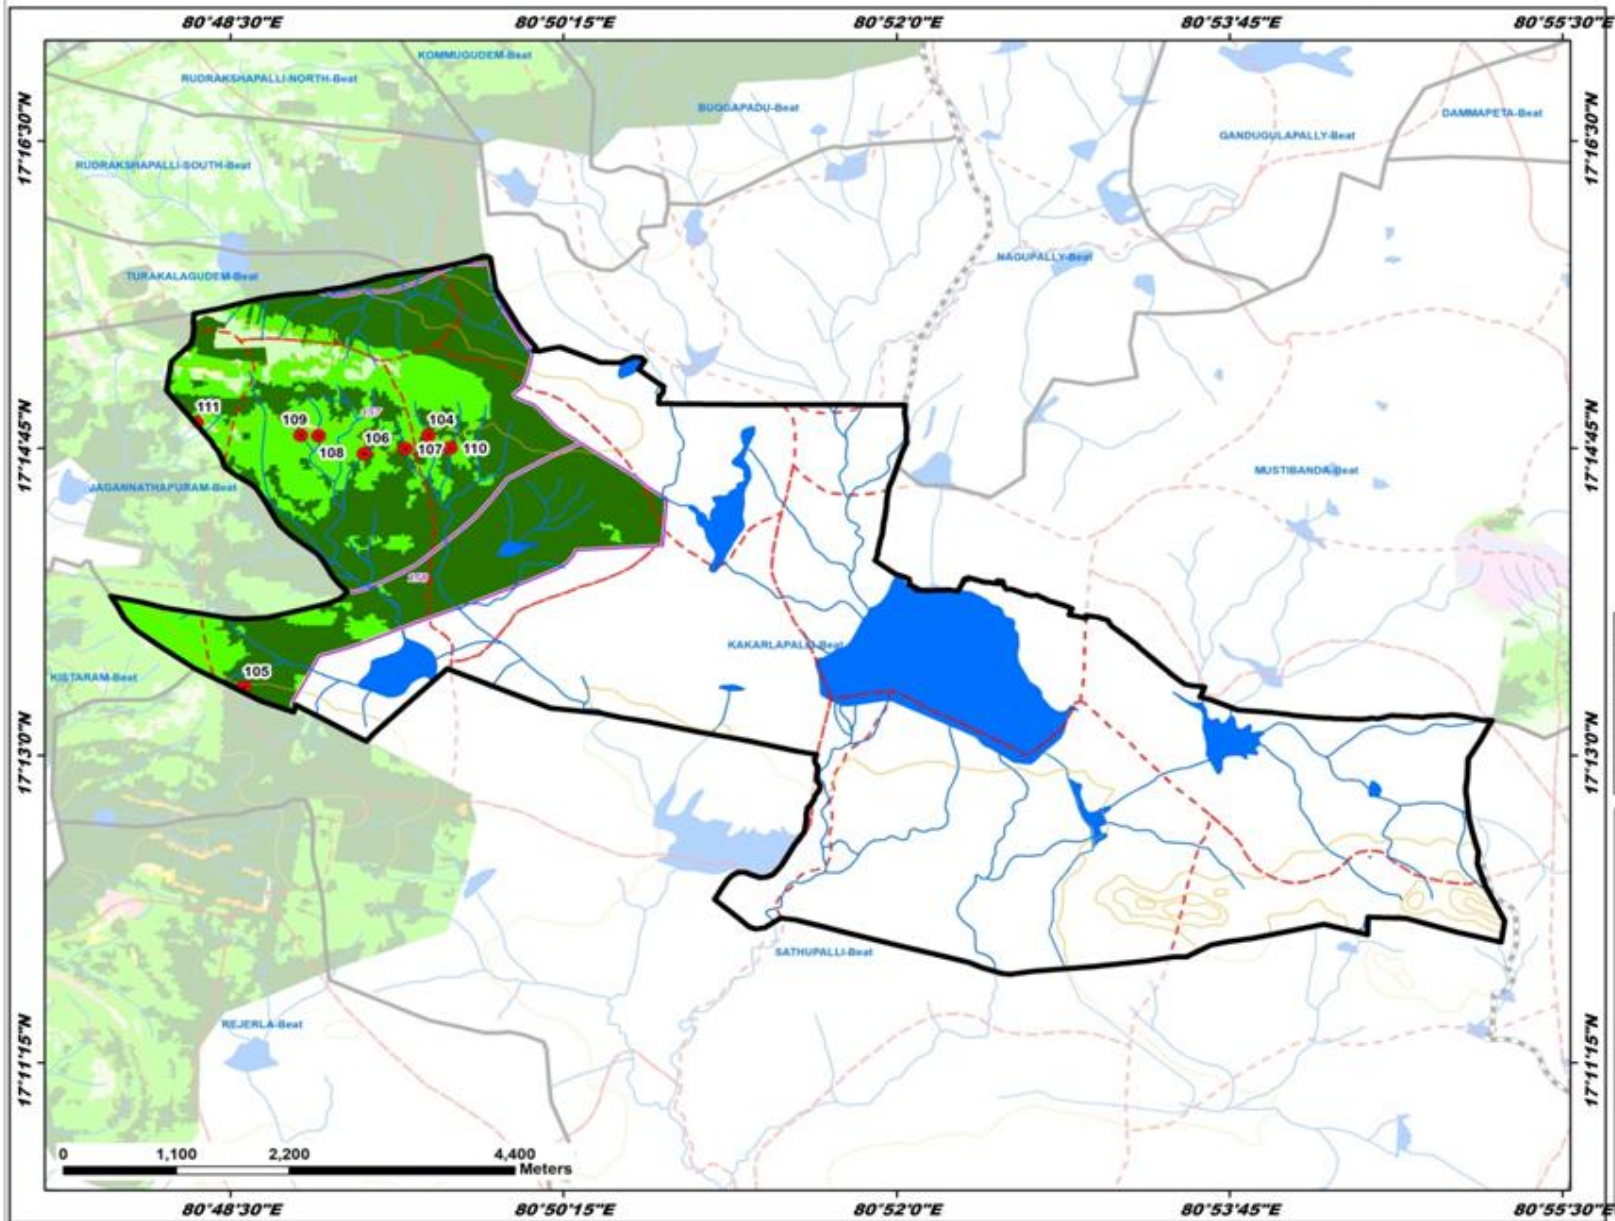 80°48'30"E 80°50'15"E 80°52'0"E 80°53'45"E 80°55'30"E
KOMMUGUDEM-Beat
RUDRAKSHAPALLI-NORTH-Beat
BUGGAPADU-Beat
DAMMAPETA-Beat
GANDUGULAPALLY-Beat
17°16'30"N 17°16'30"N
RUDRAKSHAPALLI-SOUTH-Beat
NAGUPALLY-Beat
TURAKALAGUDEM-Beat
111
109
104
106
108
107
110
17°14'45"N 17°14'45"N
MUSTIBANDA-Beat
JAGANNATHAPURAM-Beat
KAKARLAPALLI-Beat
105
KISTARAM-Beat
17°13'0"N 17°13'0"N
SATHUPALLI-Beat
REJERLA-Beat
17°11'15"N 17°11'15"N
0 1,100 2,200 4,400
Meters
80°48'30"E 80°50'15"E 80°52'0"E 80°53'45"E 80°55'30"E